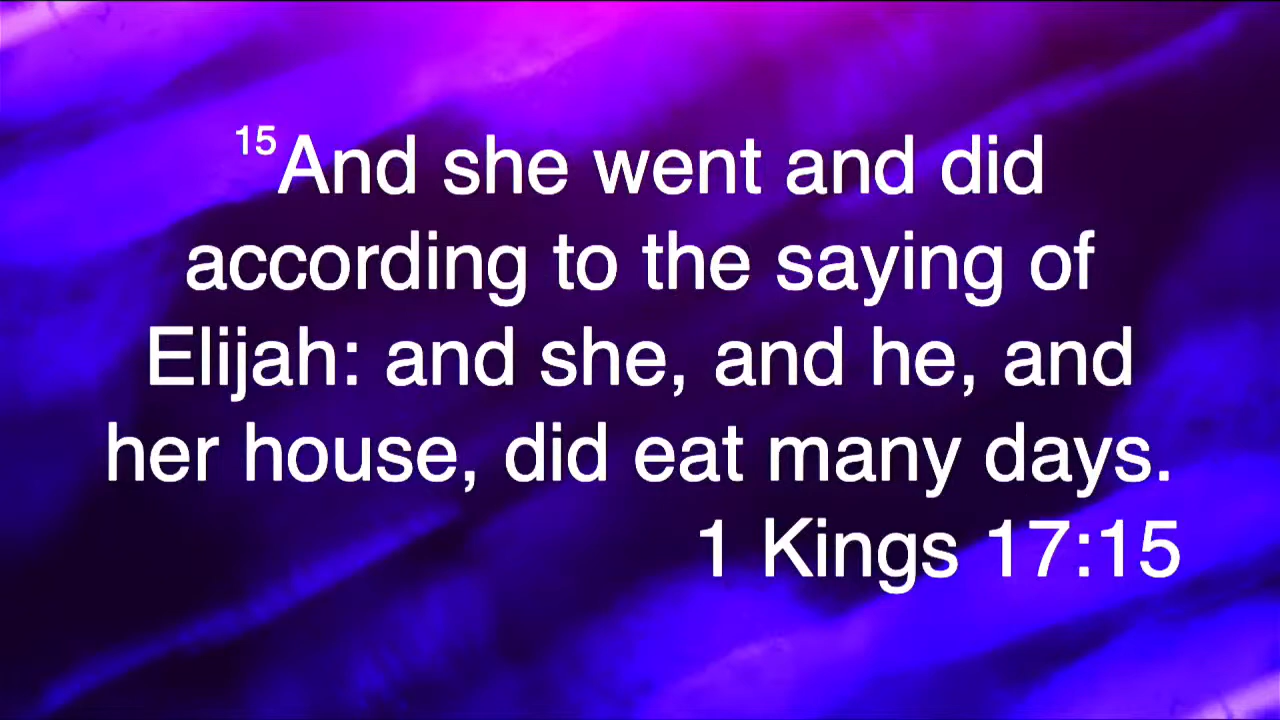 15And she went and did
according to the saying of
Elijah: and she, and he, and
her house, did eat many days.
1 Kings 17:15